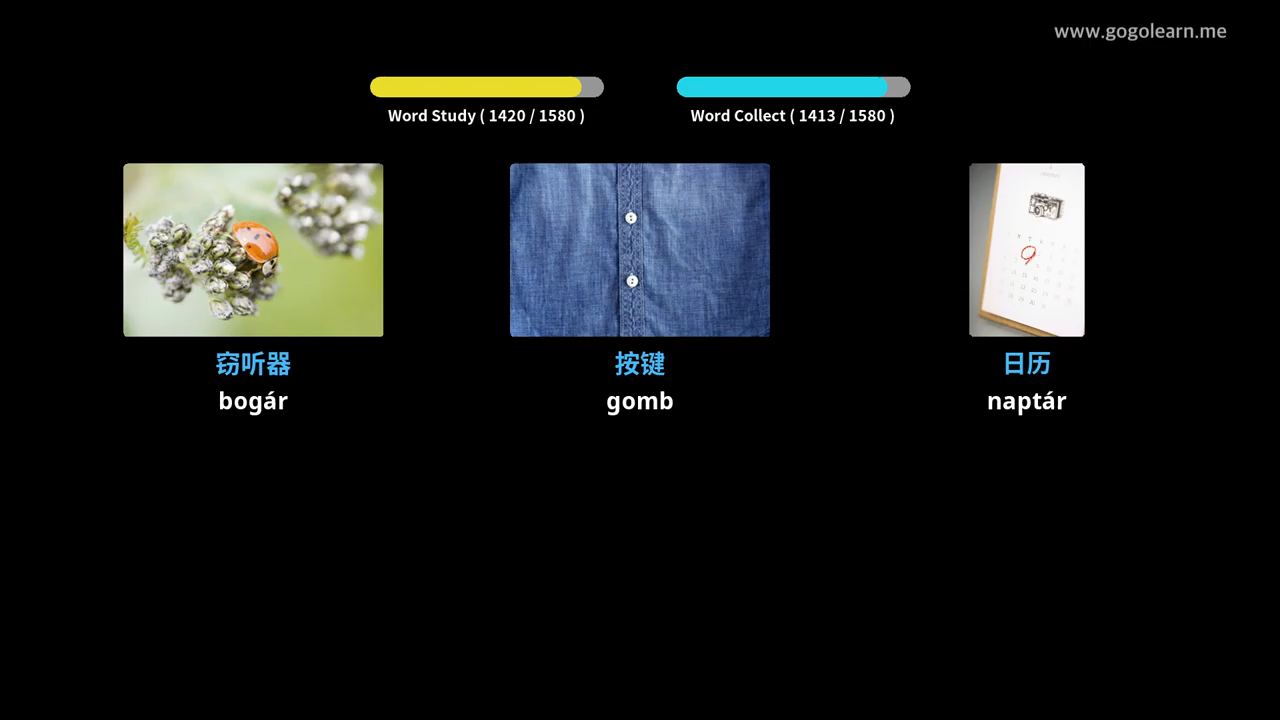 www.gogolearn.me
Word Study ( 1420 / 1580 )
Word Collect ( 1413 / 1580 )
窃听器
bogár
按键
gomb
日历
naptár